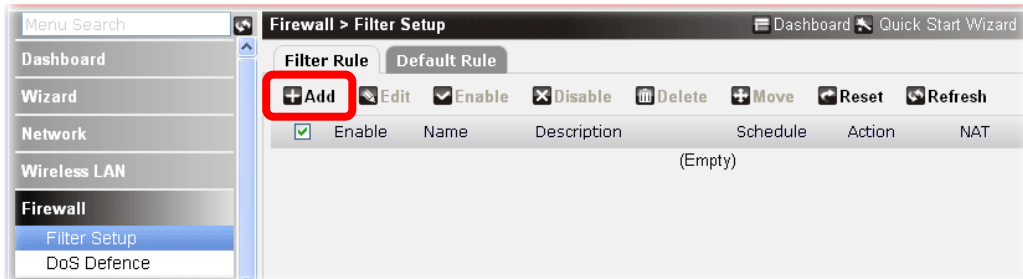 Menu Search
Firewall > Filter Setup
Dashboard
Quick Start Wizard
Dashboard
Wizard
Network
Wireless LAN
Firewall
Filter Setup
DoS Defence
Filter Rule
Default Rule
Add
Edit
Enable
Disable
Delete
Move
Reset
Refresh
Enable
Name
Description
Schedule
Action
NAT
(Empty)